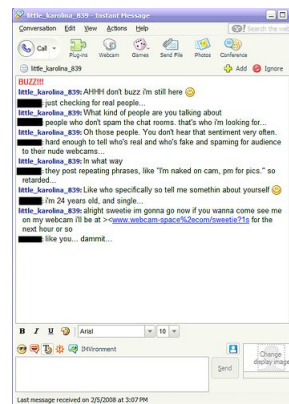 little_karolina_839: - Instant Message
Conversation Edit View Actions Help Search the web
Call Plug-ins Webcam Games Send File Photos Conference
little_karolina_839 Add Ignore
BUZZ!!!
little_karolina_839: AHHH don't buzz i'm still here
: just checking for real people...
little_karolina_839: What kind of people are you talking about
: people who don't spam the chat rooms. that's who i'm looking for...
little_karolina_839: Oh those people. You don't hear that sentiment very often.
: hard enough to tell who's real and who's fake and spaming for audience
to their nude webcams...
little_karolina_839: In what way
: they post repeating phrases, like "I'm naked on cam, pm for pics." so
retarded...
little_karolina_839: Like who specifically so tell me somethin about yourself
: i'm 24 years old, and single...
little_karolina_839: alright sweetie im gonna go now if you wanna come see me
on my webcam i'll be at ><www.webcam-space%2ecom/sweetie?1s for the
next hour or so
: like you... dammit...
B I U Arial 10
IMVironment
Send
Change
display image
Last message received on 2/5/2008 at 3:07 PM